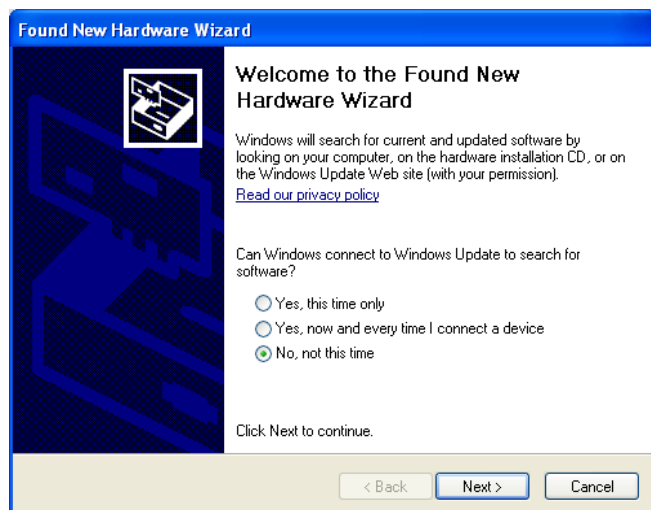 Found New Hardware Wizard
Welcome to the Found New
Hardware Wizard
Windows will search for current and updated software by
looking on your computer, on the hardware installation CD, or on
the Windows Update Web site (with your permission).
Read our privacy policy
Can Windows connect to Windows Update to search for
software?
Yes, this time only
Yes, now and every time I connect a device
No, not this time
Click Next to continue.
< Back
Next >
Cancel